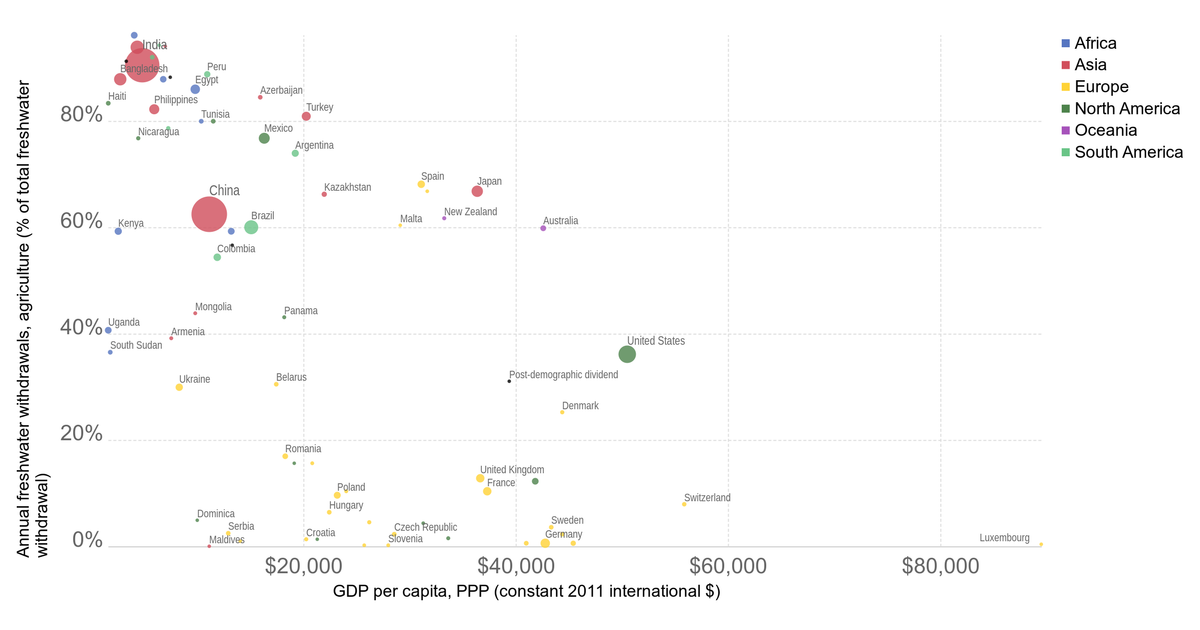 India
Bangladesh
Peru
Egypt
Haiti
Philippines
Azerbaijan
Turkey
80%
Tunisia
Nicaragua
Mexico
Argentina
China
Kazakhstan
Spain
Japan
Kenya
Brazil
Malta
New Zealand
Australia
60%
Colombia
Mongolia
Panama
Uganda
40%
Armenia
South Sudan
United States
Ukraine
Belarus
Post-demographic dividend
Denmark
20%
Romania
United Kingdom
Poland
France
Hungary
Switzerland
Dominica
Serbia
Croatia
Czech Republic
Sweden
Maldives
Slovenia
Germany
Luxembourg
0%
$20,000
$40,000
$60,000
$80,000
GDP per capita, PPP (constant 2011 international $)
Annual freshwater withdrawals, agriculture (% of total freshwater
withdrawal)
Africa
Asia
Europe
North America
Oceania
South America